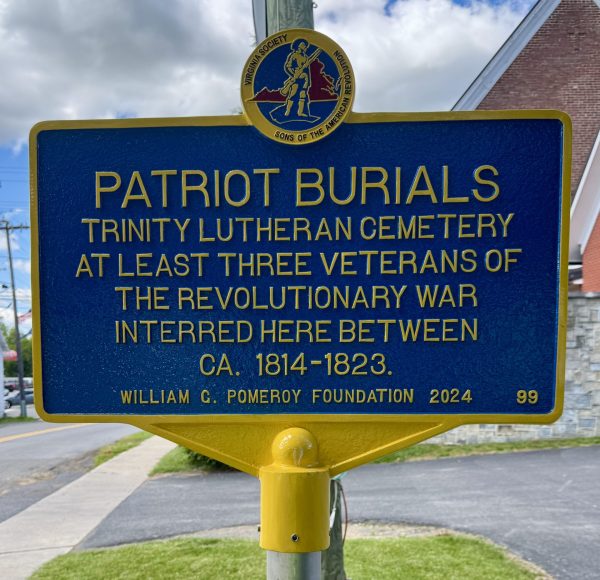 VIRGINIA SOCIETY
SONS OF THE AMERICAN REVOLUTION
PATRIOT BURIALS
TRINITY LUTHERAN CEMETERY
AT LEAST THREE VETERANS OF
THE REVOLUTIONARY WAR
INTERRED HERE BETWEEN
CA. 1814-1823.
WILLIAM G. POMEROY FOUNDATION 2024 99